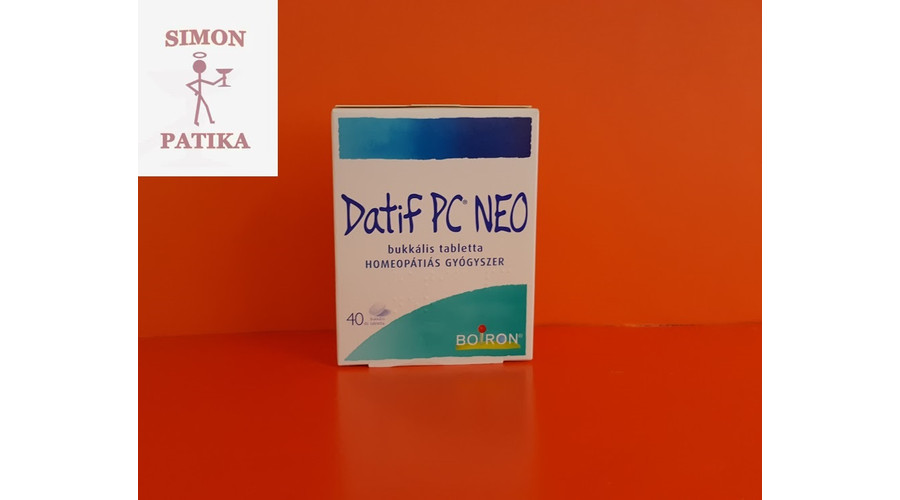 SIMON
PATIKA
Datif PC® NEO
bukkális tabletta
HOMEOPÁTIÁS GYÓGYSZER
40
BOIRON®